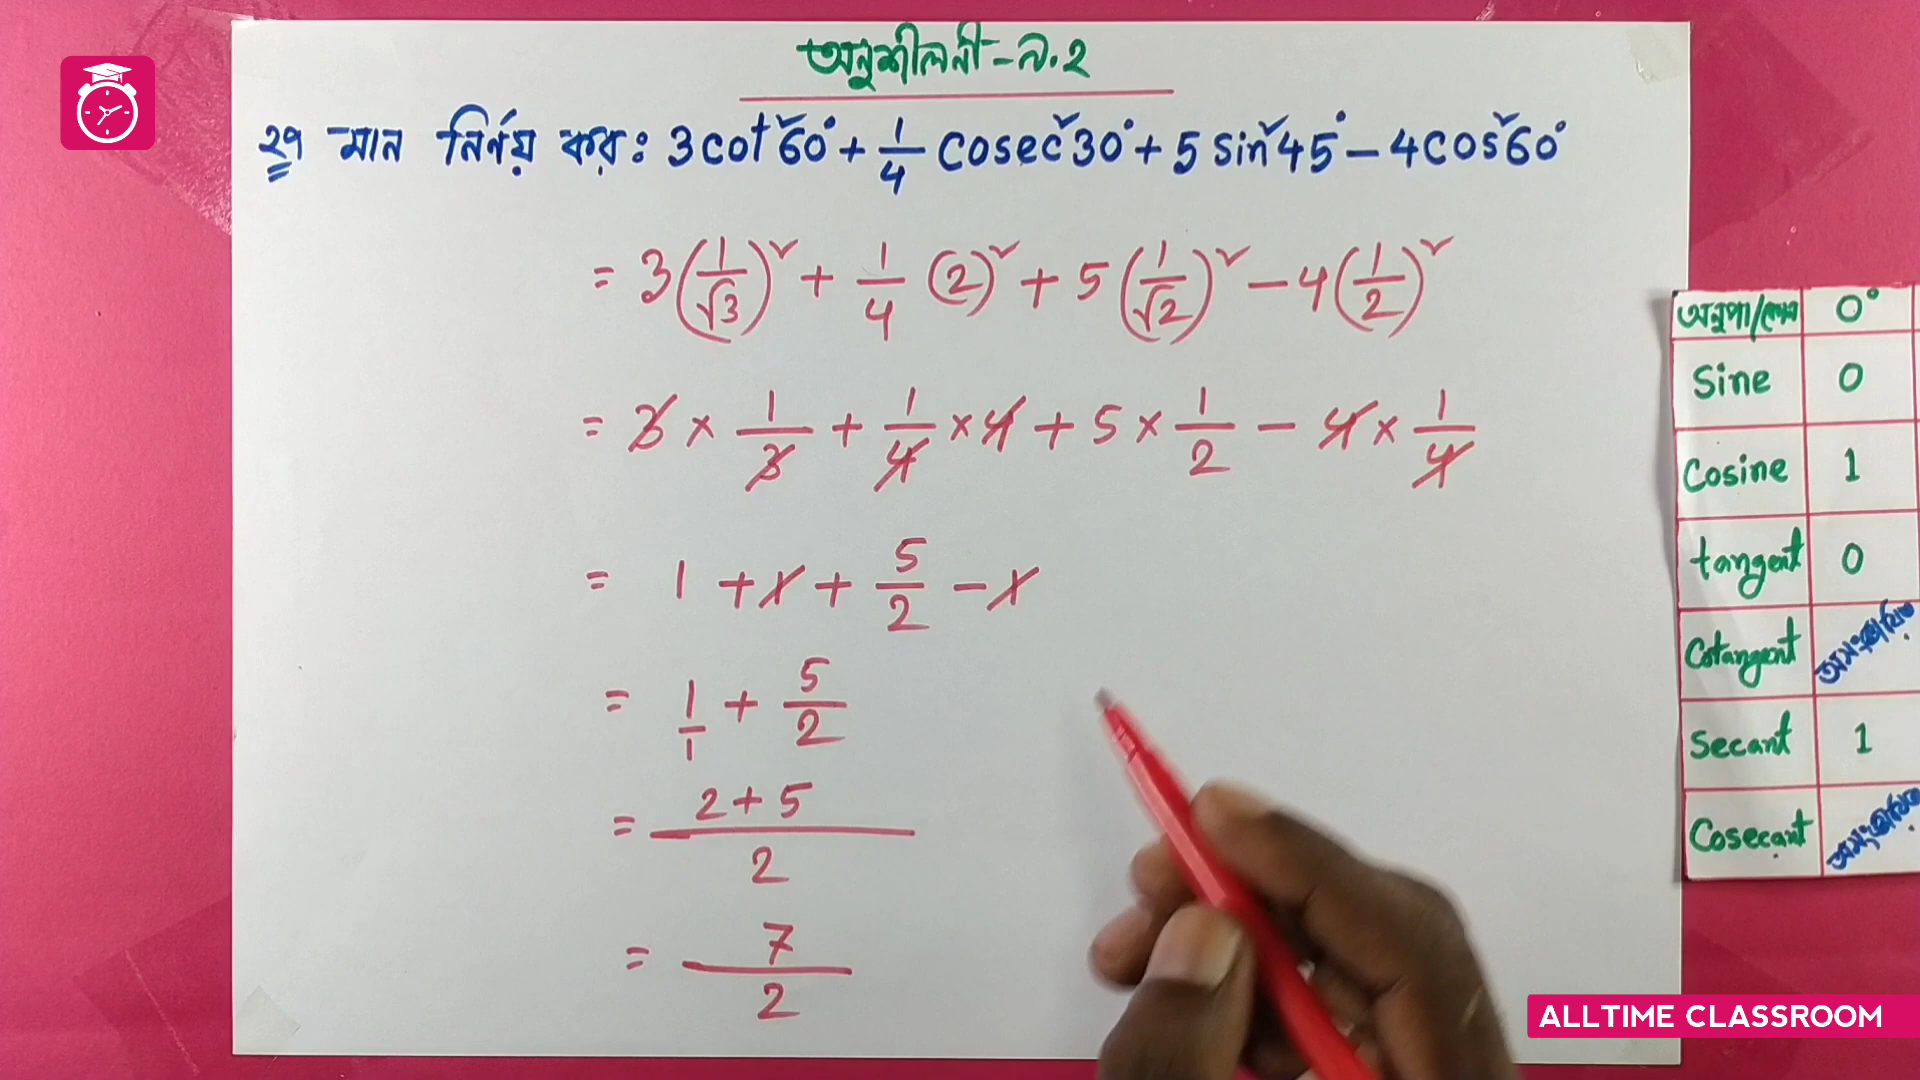 অনুশীলনী-৯.২
২৭ মান নির্ণয় কর: 3cot²60° + 1/4 cosec²30° + 5 sin²45° - 4cos²60°
= 3(1/√3)² + 1/4 (2)² + 5(1/√2)² - 4(1/2)²
= 3 × 1/3 + 1/4 × 4 + 5 × 1/2 - 4 × 1/4
= 1 + 1 + 5/2 - 1
= 1/1 + 5/2
= 2+5/2
= 7/2
অনুপা/কোণ 0°
Sine 0
Cosine 1
tangent 0
Cotangent অসংজ্ঞায়িত
Secant 1
Cosecant অসংজ্ঞায়িত
ALLTIME CLASSROOM